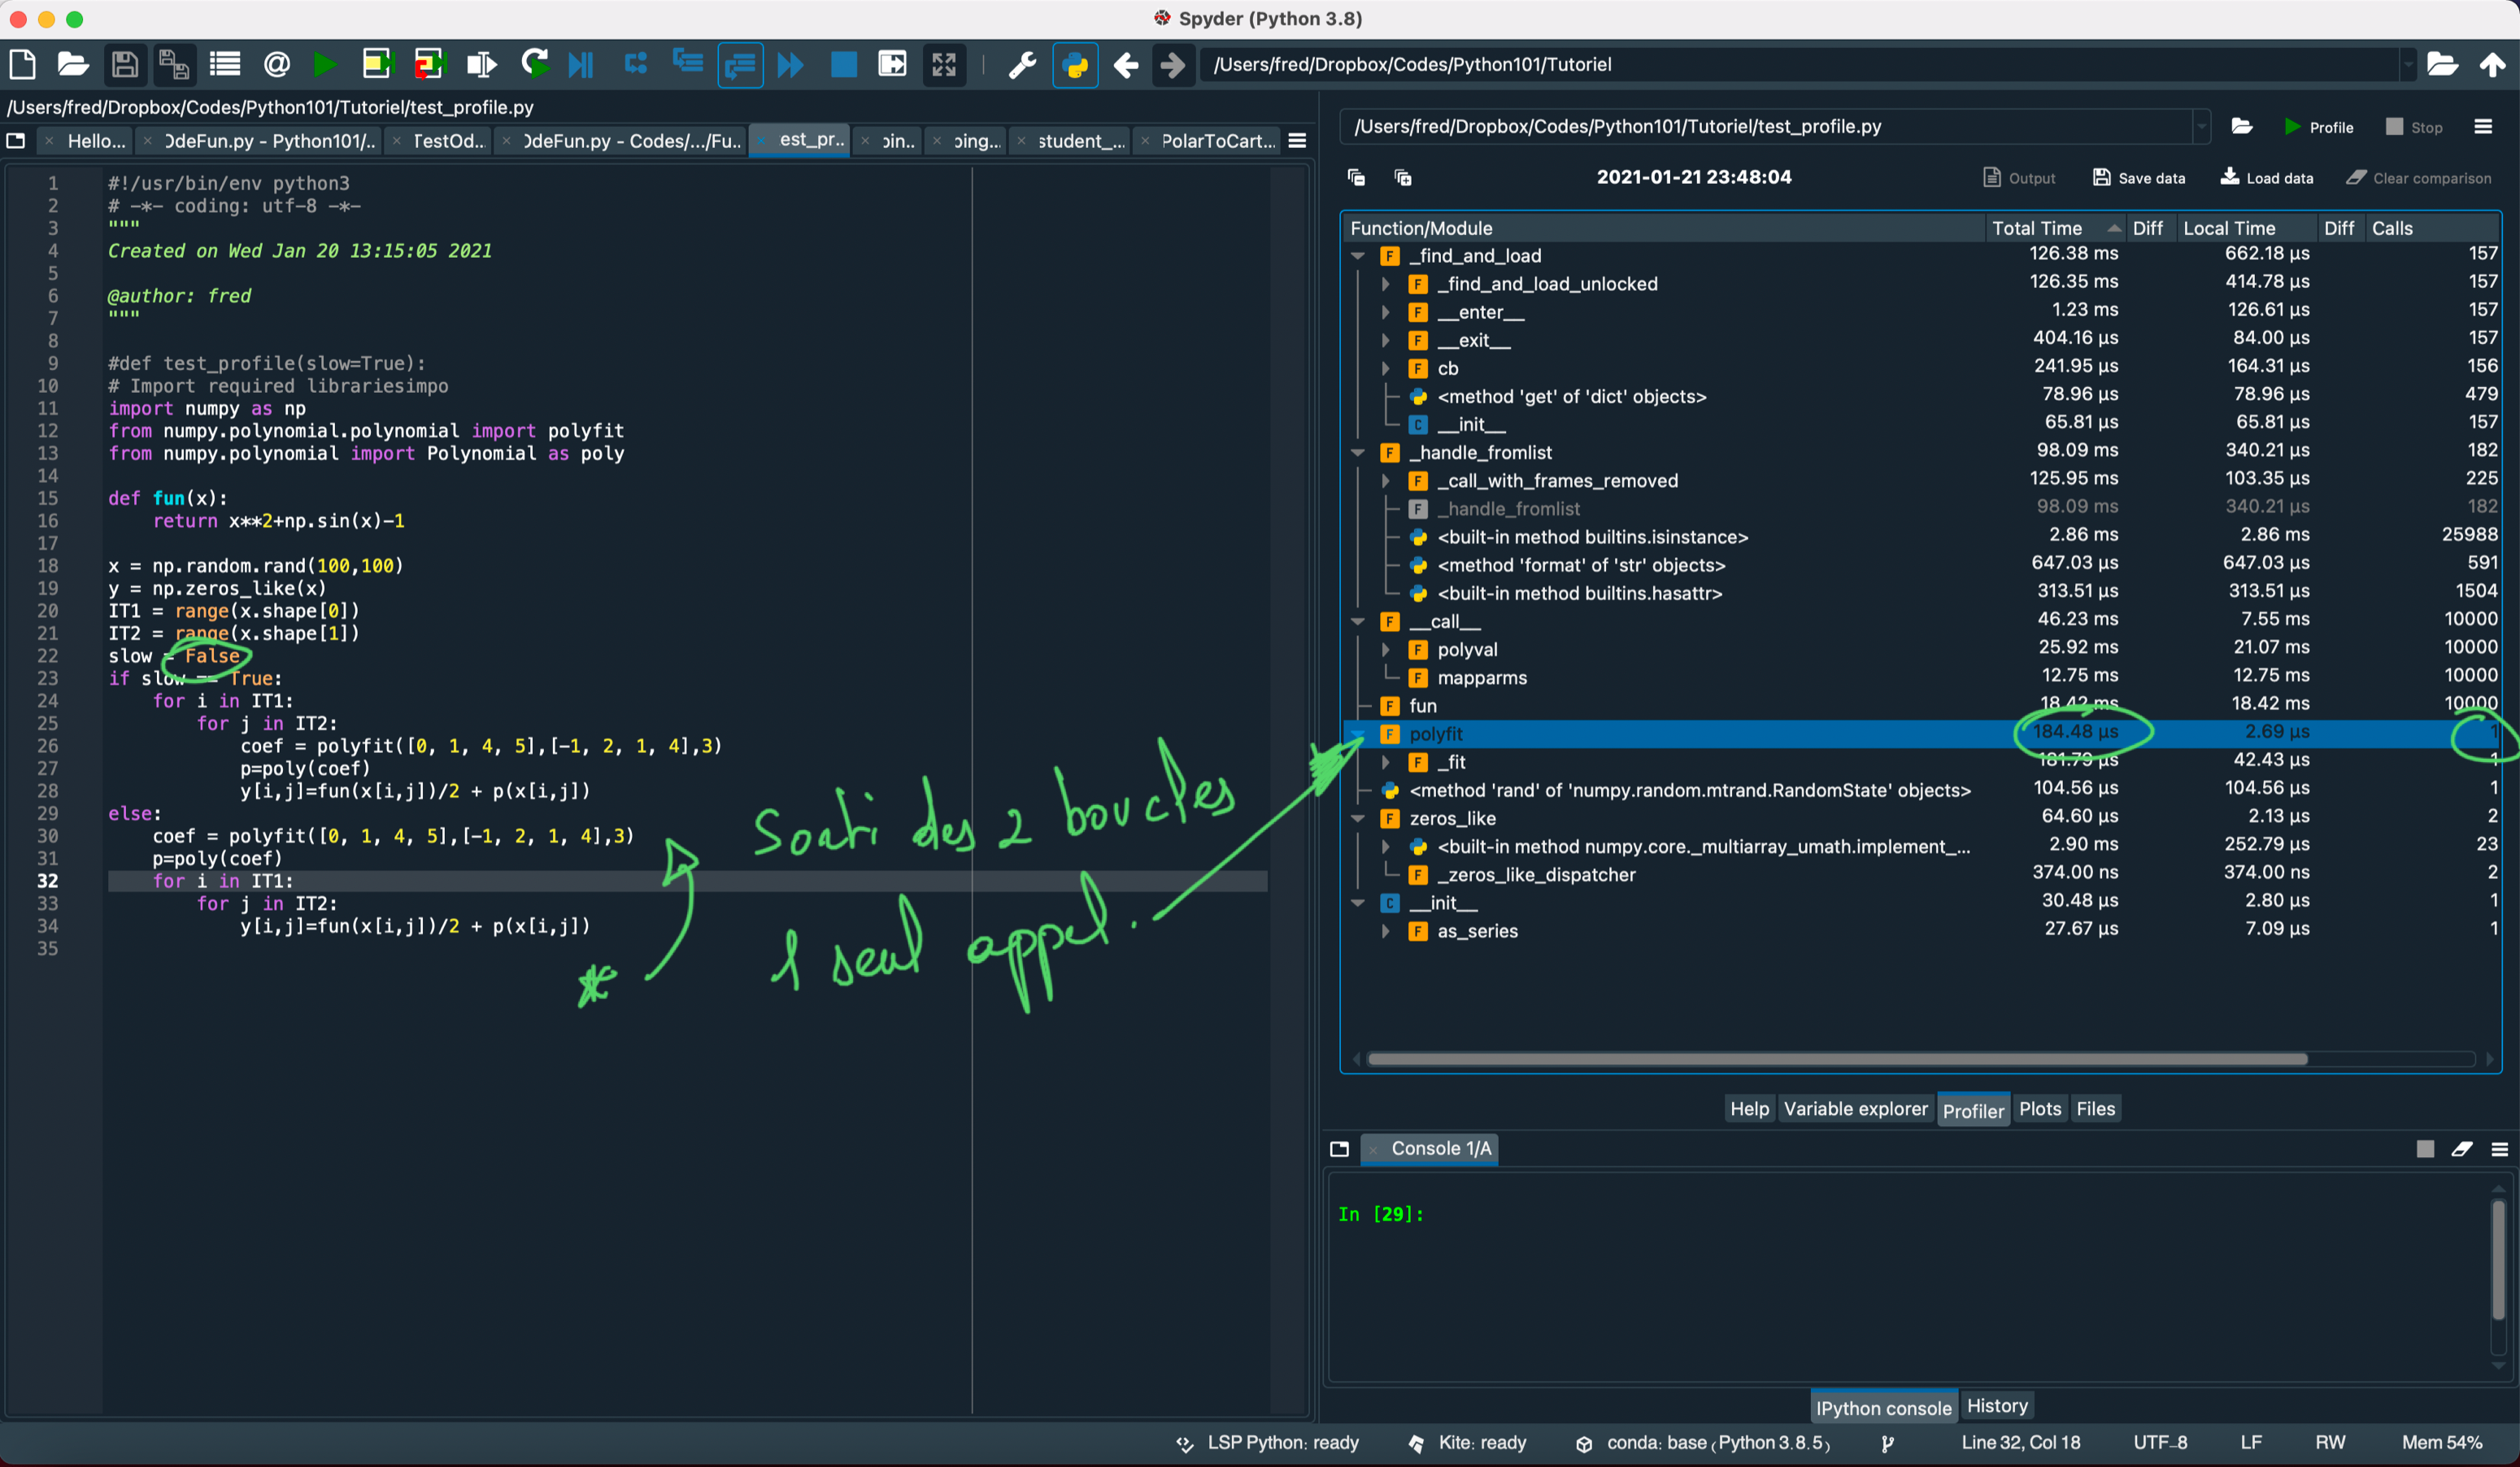 Spyder (Python 3.8)
/Users/fred/Dropbox/Codes/Python101/Tutoriel
/Users/fred/Dropbox/Codes/Python101/Tutoriel/test_profile.py
Hello... OdeFun.py - Python101/.. TestOd.. OdeFun.py - Codes/.../Fu.. est_pr.. bin.. bing... student_... PolarToCart...
1 #!/usr/bin/env python3
2 # -*- coding: utf-8 -*-
3 """
4 Created on Wed Jan 20 13:15:05 2021
5
6 @author: fred
7 """
8
9 #def test_profile(slow=True):
10 # Import required librariesimpo
11 import numpy as np
12 from numpy.polynomial.polynomial import polyfit
13 from numpy.polynomial import Polynomial as poly
14
15 def fun(x):
16 return x**2+np.sin(x)-1
17
18 x = np.random.rand(100,100)
19 y = np.zeros_like(x)
20 IT1 = range(x.shape[0])
21 IT2 = range(x.shape[1])
22 slow = False
23 if slow == True:
24 for i in IT1:
25 for j in IT2:
26 coef = polyfit([0, 1, 4, 5],[-1, 2, 1, 4],3)
27 p=poly(coef)
28 y[i,j]=fun(x[i,j])/2 + p(x[i,j])
29 else:
30 coef = polyfit([0, 1, 4, 5],[-1, 2, 1, 4],3)
31 p=poly(coef)
32 for i in IT1:
33 for j in IT2:
34 y[i,j]=fun(x[i,j])/2 + p(x[i,j])
35
Sorti des 2 boucles
* 1 seul appel.
/Users/fred/Dropbox/Codes/Python101/Tutoriel/test_profile.py Profile Stop
2021-01-21 23:48:04 Output Save data Load data Clear comparison
Function/Module Total Time Diff Local Time Diff Calls
F _find_and_load 126.38 ms 662.18 µs 157
F _find_and_load_unlocked 126.35 ms 414.78 µs 157
F __enter__ 1.23 ms 126.61 µs 157
F __exit__ 404.16 µs 84.00 µs 157
F cb 241.95 µs 164.31 µs 156
<method 'get' of 'dict' objects> 78.96 µs 78.96 µs 479
C __init__ 65.81 µs 65.81 µs 157
F _handle_fromlist 98.09 ms 340.21 µs 182
F _call_with_frames_removed 125.95 ms 103.35 µs 225
F _handle_fromlist 98.09 ms 340.21 µs 182
<built-in method builtins.isinstance> 2.86 ms 2.86 ms 25988
<method 'format' of 'str' objects> 647.03 µs 647.03 µs 591
<built-in method builtins.hasattr> 313.51 µs 313.51 µs 1504
F __call__ 46.23 ms 7.55 ms 10000
F polyval 25.92 ms 21.07 ms 10000
F mapparms 12.75 ms 12.75 ms 10000
F fun 18.42 ms 18.42 ms 10000
F polyfit 184.48 µs 2.69 µs 1
F _fit 181.79 µs 42.43 µs 1
<method 'rand' of 'numpy.random.mtrand.RandomState' objects> 104.56 µs 104.56 µs 1
F zeros_like 64.60 µs 2.13 µs 2
<built-in method numpy.core._multiarray_umath.implement_... 2.90 ms 252.79 µs 23
F _zeros_like_dispatcher 374.00 ns 374.00 ns 2
C __init__ 30.48 µs 2.80 µs 1
F as_series 27.67 µs 7.09 µs 1
Help Variable explorer Profiler Plots Files
Console 1/A
In [29]:
IPython console History
LSP Python: ready Kite: ready conda: base (Python 3.8.5) Line 32, Col 18 UTF-8 LF RW Mem 54%